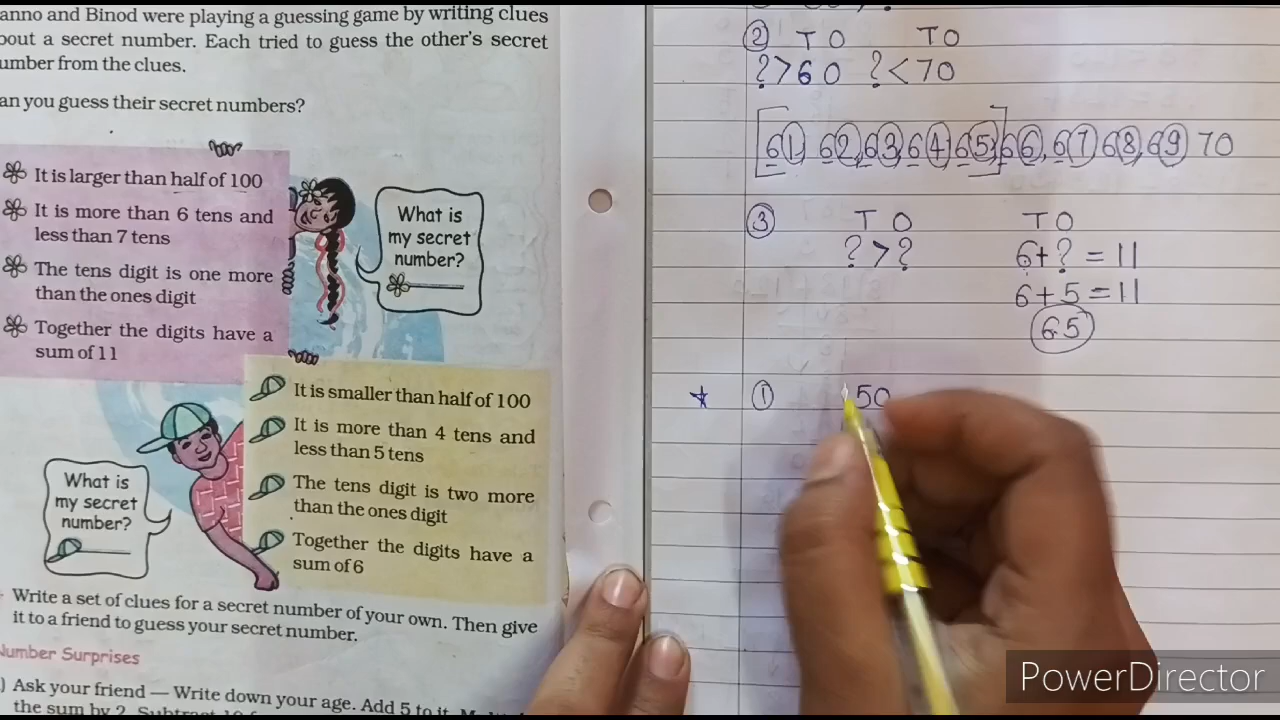 anno and Binod were playing a guessing game by writing clues
bout a secret number. Each tried to guess the other's secret
umber from the clues.
an you guess their secret numbers?
It is larger than half of 100
It is more than 6 tens and
less than 7 tens
The tens digit is one more
than the ones digit
Together the digits have a
sum of 11
What is
my secret
number?
It is smaller than half of 100
It is more than 4 tens and
less than 5 tens
The tens digit is two more
than the ones digit
Together the digits have a
sum of 6
What is
my secret
number?
Write a set of clues for a secret number of your own. Then give
it to a friend to guess your secret number.
Number Surprises
) Ask your friend — Write down your age. Add 5 to it.
the sum by 2. Subtract 10
② T O T O
? > 60 ? < 70
[61 62, 63, 64 65,] 66, 67 68, 69 70
③ T O T O
? > ? 6 + ? = 11
6 + 5 = 11
65
① 50
PowerDirector